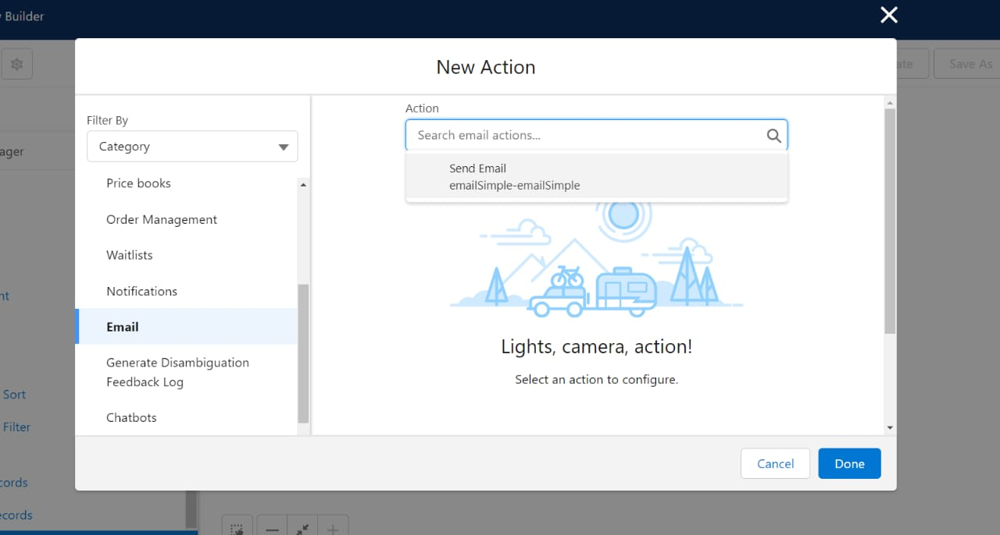 Builder
New Action
ate
Save As
Filter By
Category
Price books
Order Management
Waitlists
Notifications
Email
Generate Disambiguation
Feedback Log
Chatbots
Action
Search email actions...
Send Email
emailSimple-emailSimple
Lights, camera, action!
Select an action to configure.
Cancel
Done
ager
nt
Sort
Filter
cords
ecords